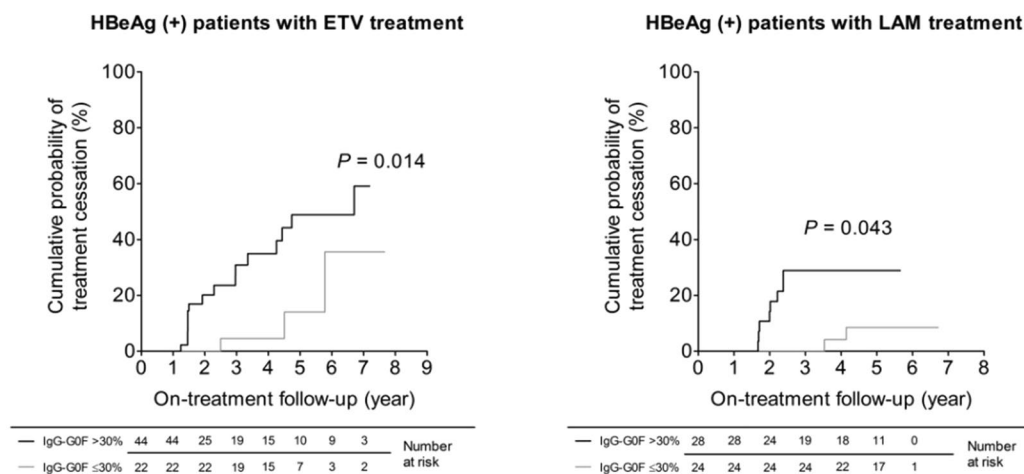 HBeAg (+) patients with ETV treatment
Cumulative probability of
treatment cessation (%)
100
80
60
40
20
0
P = 0.014
0 1 2 3 4 5 6 7 8 9
On-treatment follow-up (year)
IgG-G0F >30% 44 44 25 19 15 10 9 3
IgG-G0F ≤30% 22 22 22 19 15 7 3 2
Number
at risk
HBeAg (+) patients with LAM treatment
Cumulative probability of
treatment cessation (%)
100
80
60
40
20
0
P = 0.043
0 1 2 3 4 5 6 7 8
On-treatment follow-up (year)
IgG-G0F >30% 28 28 24 19 18 11 0
IgG-G0F ≤30% 24 24 24 24 22 17 1
Number
at risk